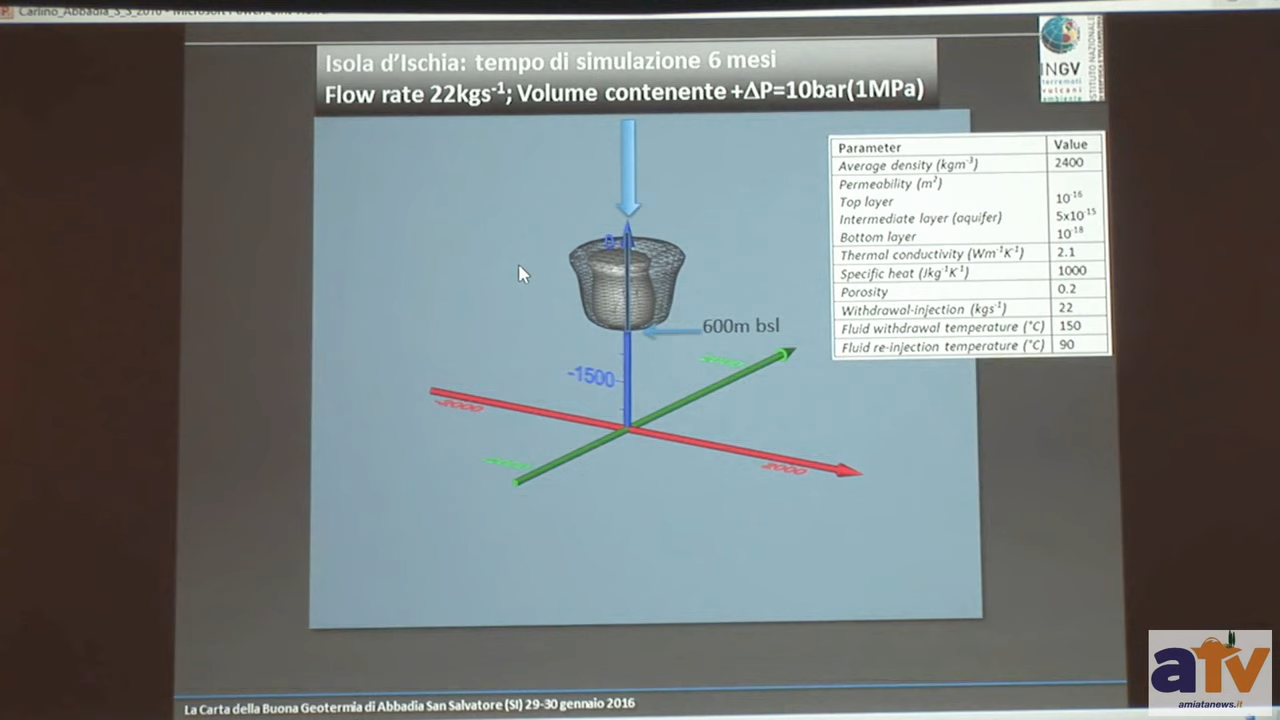 Carlino_Abbadia_5_3_2016 - Microsoft PowerPoint
Isola d'Ischia: tempo di simulazione 6 mesi
Flow rate 22kgs-1; Volume contenente +ΔP=10bar(1MPa)
INGV
terremoti
vulcani
ambiente
ISTITUTO NAZIONALE
Parameter Value
Average density (kgm-3) 2400
Permeability (m2)
Top layer 10-16
Intermediate layer (aquifer) 5x10-15
Bottom layer 10-18
Thermal conductivity (Wm-1K-1) 2.1
Specific heat (Jkg-1K-1) 1000
Porosity 0.2
Withdrawal-injection (kgs-1) 22
Fluid withdrawal temperature (°C) 150
Fluid re-injection temperature (°C) 90
600m bsl
-1500
-2000
2000
La Carta della Buona Geotermia di Abbadia San Salvatore (SI) 29-30 gennaio 2016
aTv
amiatanews.it